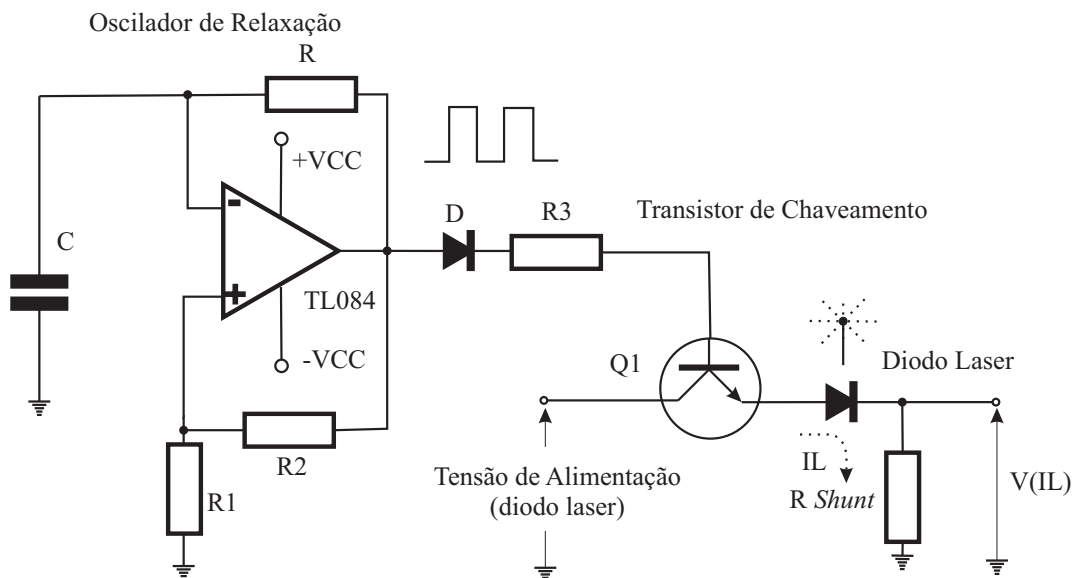 Oscilador de Relaxação
R
+VCC
-
D
R3
Transistor de Chaveamento
C
+
TL084
-VCC
Q1
Diodo Laser
R2
IL
Tensão de Alimentação
(diodo laser)
R Shunt
V(IL)
R1